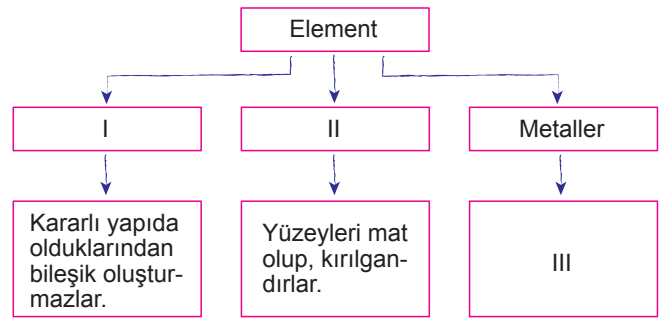 Element
I
II
Metaller
Kararlı yapıda
olduklarından
bileşik oluştur-
mazlar.
Yüzeyleri mat
olup, kırılgan-
dırlar.
III